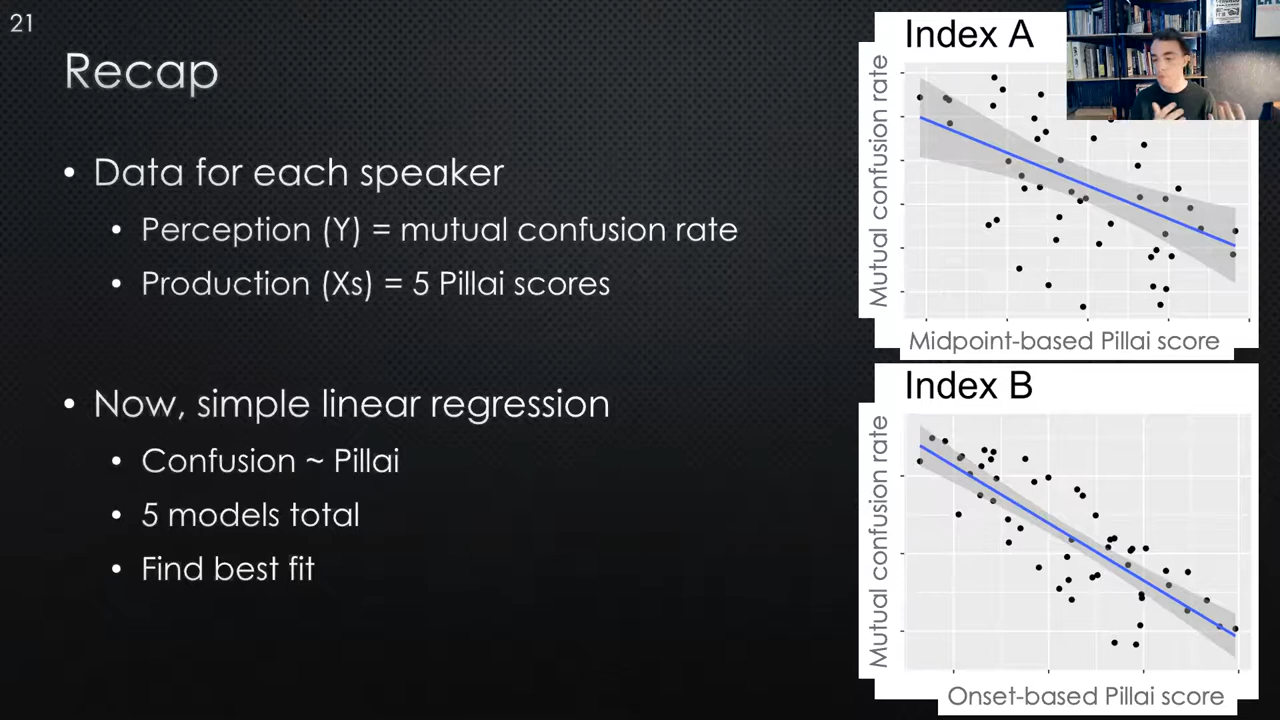 21
Recap
• Data for each speaker
• Perception (Y) = mutual confusion rate
• Production (Xs) = 5 Pillai scores
• Now, simple linear regression
• Confusion ~ Pillai
• 5 models total
• Find best fit
Index A
Mutual confusion rate
Midpoint-based Pillai score
Index B
Mutual confusion rate
Onset-based Pillai score